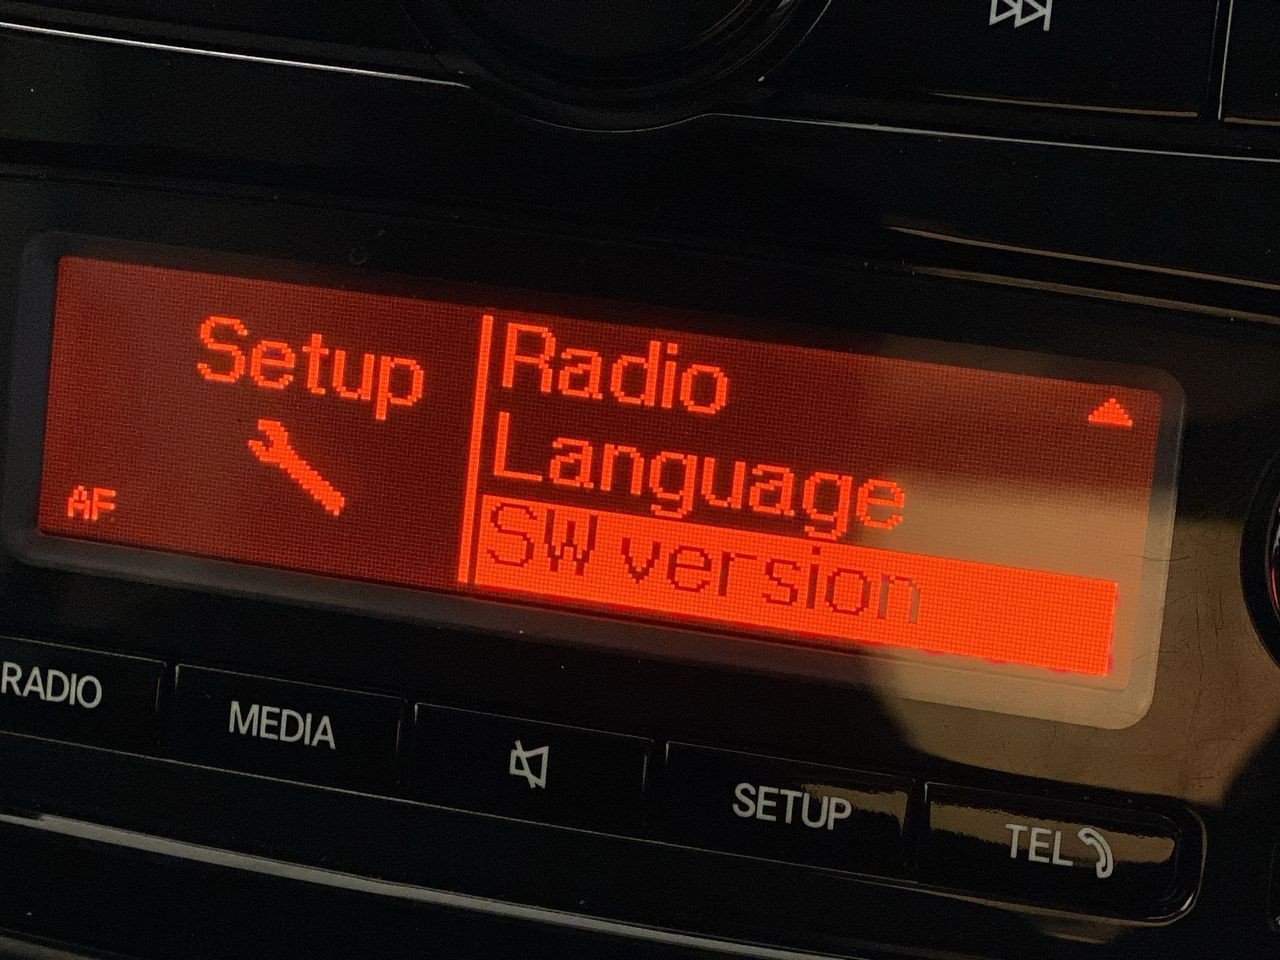 Setup
AF
Radio
Language
SW version
RADIO
MEDIA
SETUP
TEL